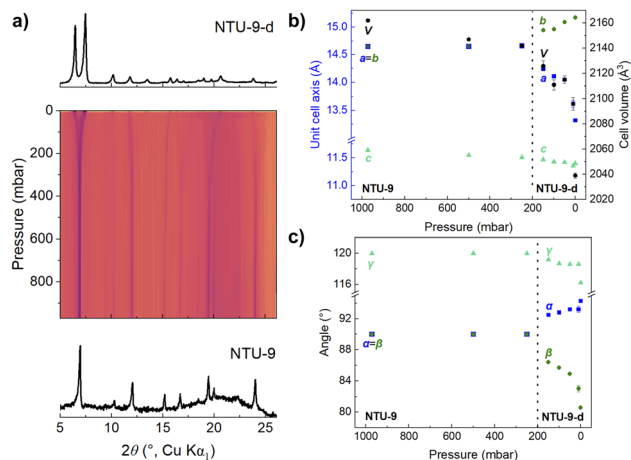 a)
NTU-9-d
Pressure (mbar)
0
200
400
600
800
NTU-9
5
10
15
20
25
2θ (°, Cu Kα₁)
b)
Unit cell axis (Å)
15.0
14.5
14.0
13.5
11.5
11.0
V
a=b
c
b
V
a
c
NTU-9
NTU-9-d
2160
2140
2120
2100
2080
2060
2040
Cell volume (Å³)
1000
800
600
400
200
0
Pressure (mbar)
c)
Angle (°)
120
116
92
88
84
80
γ
α=β
γ
α
β
NTU-9
NTU-9-d
1000
800
600
400
200
0
Pressure (mbar)